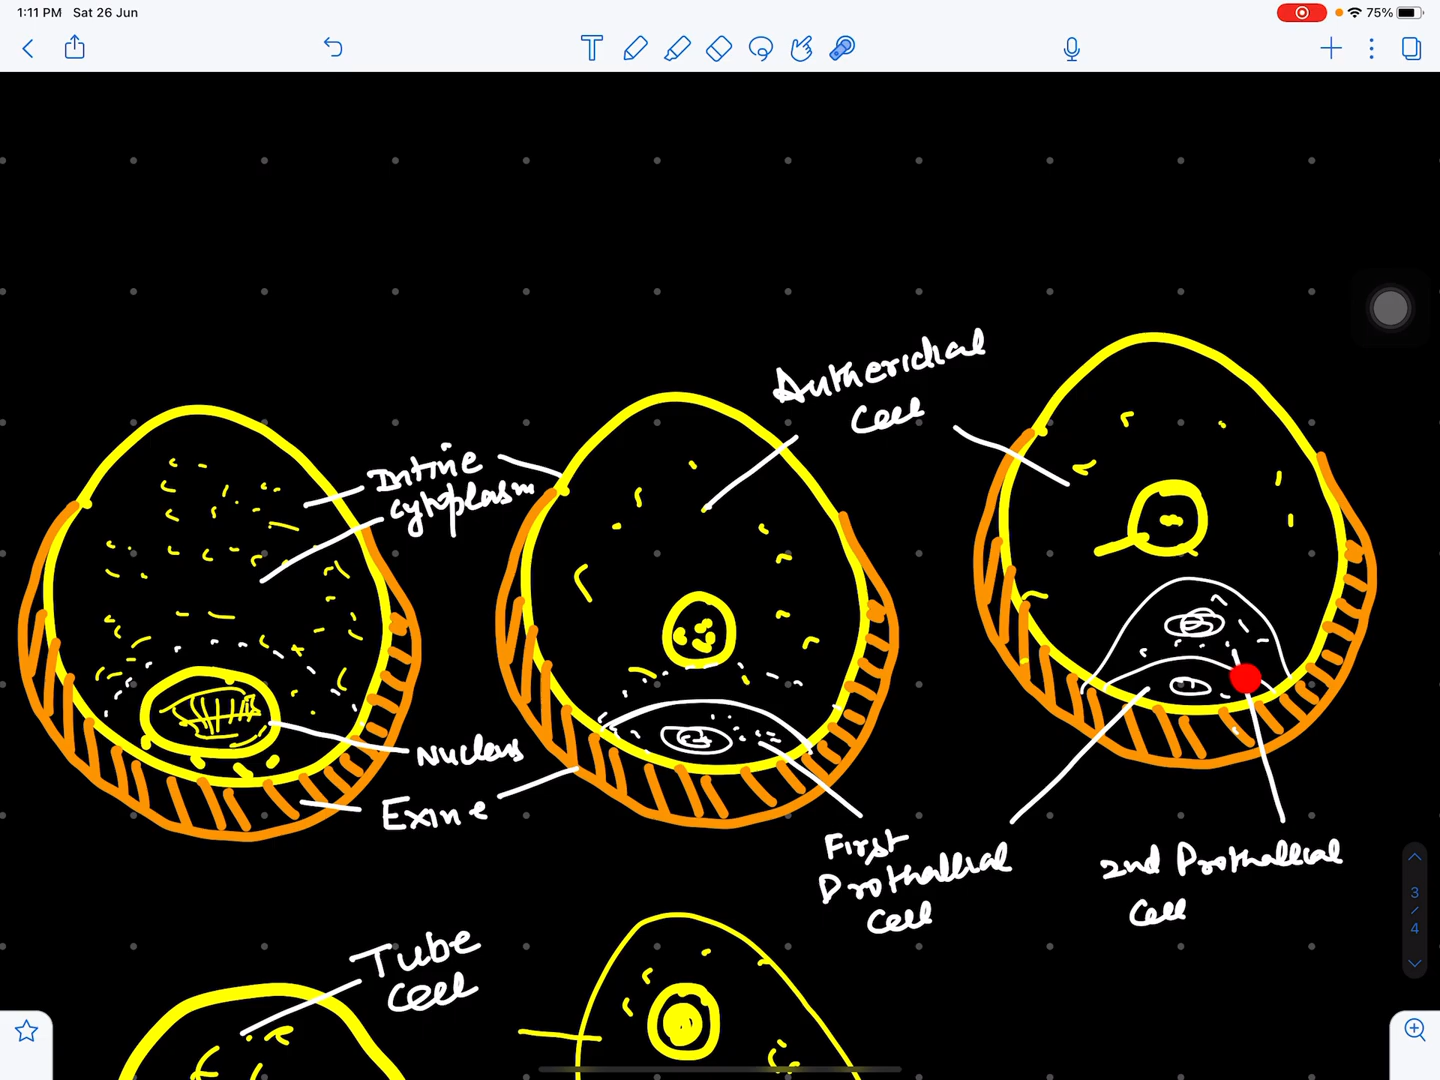 1:11 PM Sat 26 Jun
75%
T
Antheridial
Cell
Intine
cytoplasm
Nucleus
Exine
First
Prothallial
Cell
2nd Prothallial
Cell
Tube
Cell
3
/
4